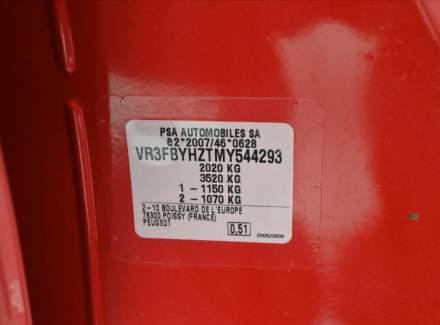 PSA AUTOMOBILES SA
e2*2007/46*0628
VR3FBYHZTMY544293
2020 KG
3520 KG
1 - 1150 KG
2 - 1070 KG
2-10 BOULEVARD DE L'EUROPE
78300 POISSY (FRANCE)
PEUGEOT
0,51